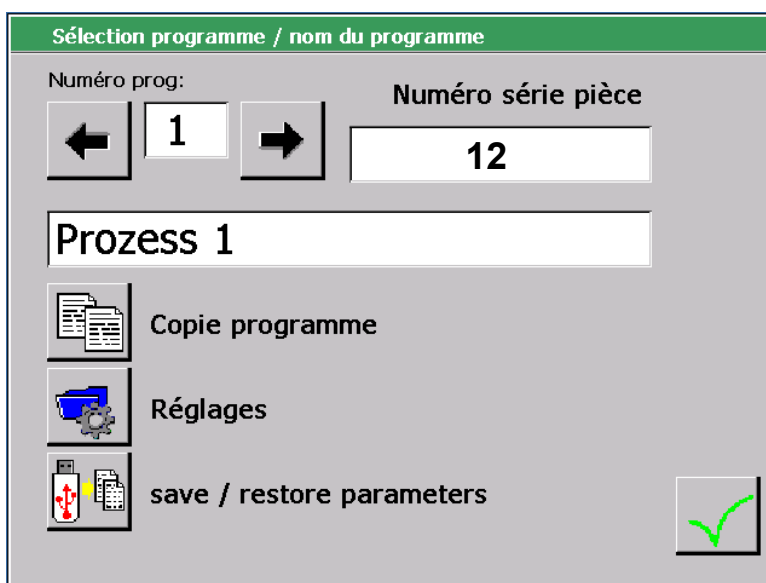 Sélection programme / nom du programme
Numéro prog:
Numéro série pièce
1
12
Prozess 1
Copie programme
Réglages
save / restore parameters